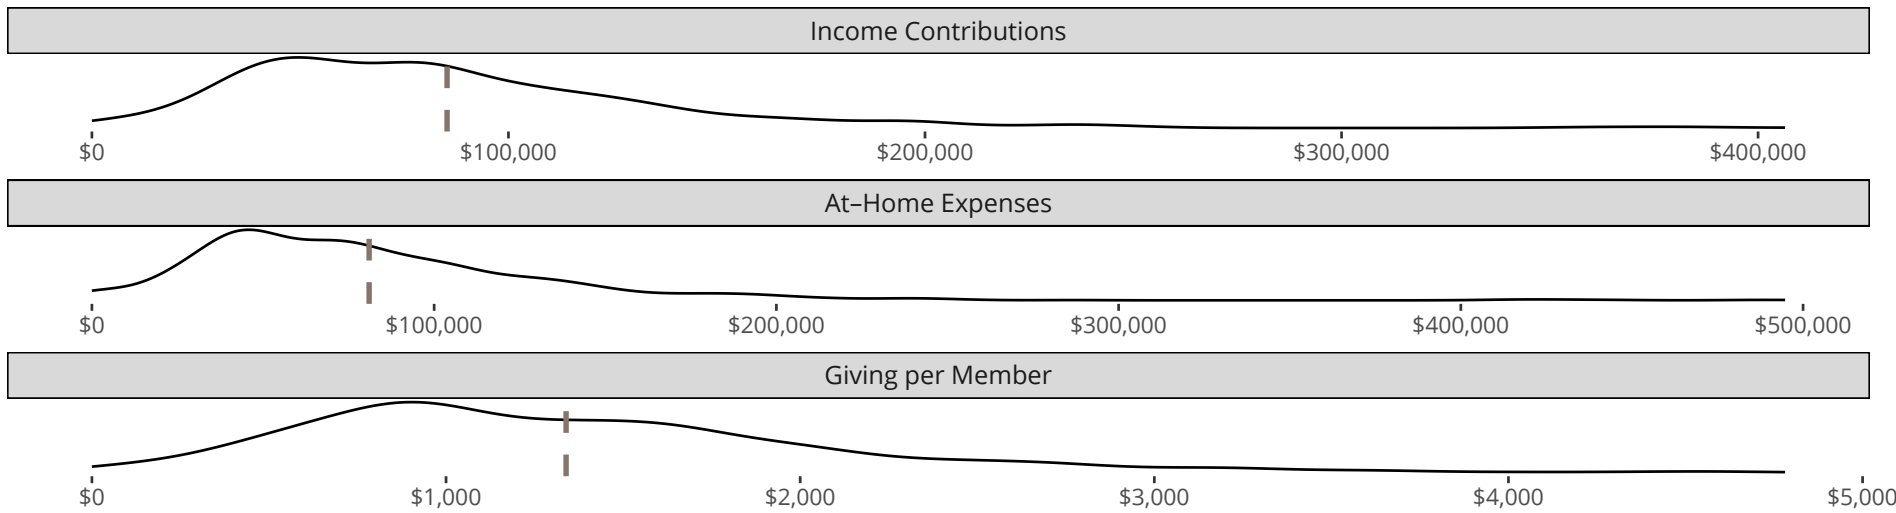 Income Contributions
$0 $100,000 $200,000 $300,000 $400,000
At–Home Expenses
$0 $100,000 $200,000 $300,000 $400,000 $500,000
Giving per Member
$0 $1,000 $2,000 $3,000 $4,000 $5,000